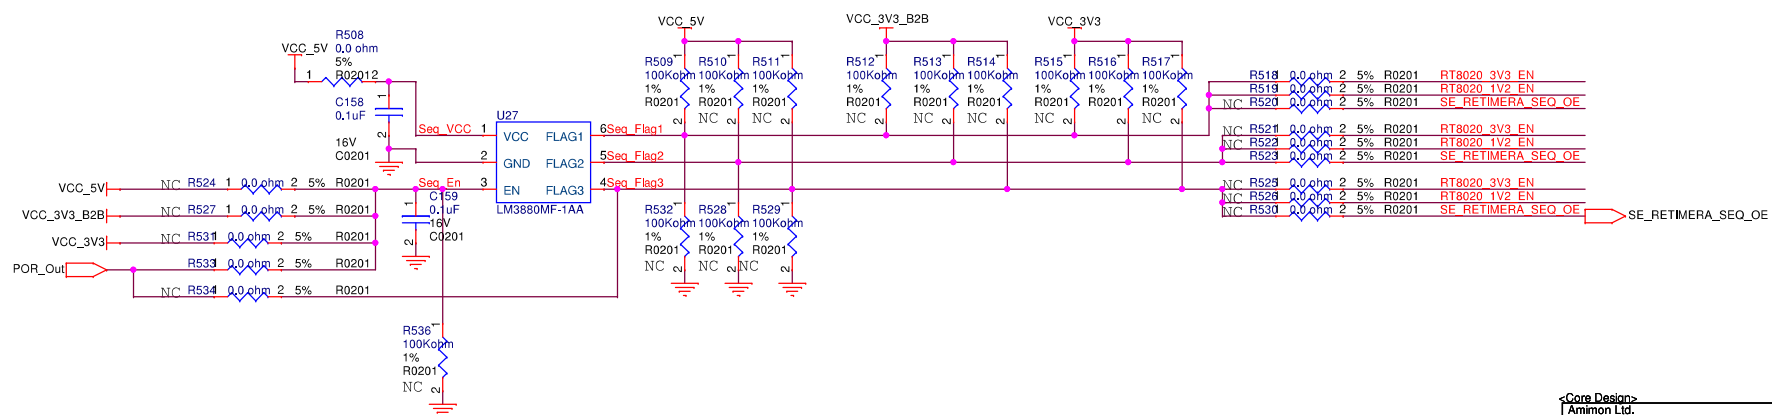 VCC_5V
R508
0.0 ohm
5%
1 R0201 2
C158
0.1uF
16V
C0201
1
2
VCC_5V
VCC_3V3_B2B
VCC_3V3
R509 R510 R511
100Kohm 100Kohm 100Kohm
1% 1% 1%
R0201 R0201 R0201
NC NC NC
R512 R513 R514
100Kohm 100Kohm 100Kohm
1% 1% 1%
R0201 R0201 R0201
NC NC
R515 R516 R517
100Kohm 100Kohm 100Kohm
1% 1% 1%
R0201 R0201 R0201
NC NC NC
U27
Seq_VCC 1 VCC FLAG1 6 Seq_Flag1
2 GND FLAG2 5 Seq_Flag2
Seq_En 3 EN FLAG3 4 Seq_Flag3
LM3880MF-1AA
R518 1 0.0 ohm 2 5% R0201 RT8020_3V3_EN
R519 0.0 ohm 2 5% R0201 RT8020_1V2_EN
NC R520 0.0 ohm 2 5% R0201 SE_RETIMERA_SEQ_OE
NC R521 0.0 ohm 2 5% R0201 RT8020_3V3_EN
NC R522 0.0 ohm 2 5% R0201 RT8020_1V2_EN
R523 0.0 ohm 2 5% R0201 SE_RETIMERA_SEQ_OE
NC R525 0.0 ohm 2 5% R0201 RT8020_3V3_EN
NC R526 0.0 ohm 2 5% R0201 RT8020_1V2_EN
R530 0.0 ohm 2 5% R0201 SE_RETIMERA_SEQ_OE
SE_RETIMERA_SEQ_OE
VCC_5V NC R524 1 0.0 ohm 2 5% R0201
VCC_3V3_B2B NC R527 1 0.0 ohm 2 5% R0201
VCC_3V3 NC R531 0.0 ohm 2 5% R0201
POR_Out R533 0.0 ohm 2 5% R0201
NC R534 0.0 ohm 2 5% R0201
C159
0.1uF
16V
C0201
1
2
R532 R528 R529
100Kohm 100Kohm 100Kohm
1% 1% 1%
R0201 R0201 R0201
NC NC NC
R536
100Kohm
1%
R0201
NC
1
2
<Core Design>
Amimon Ltd.